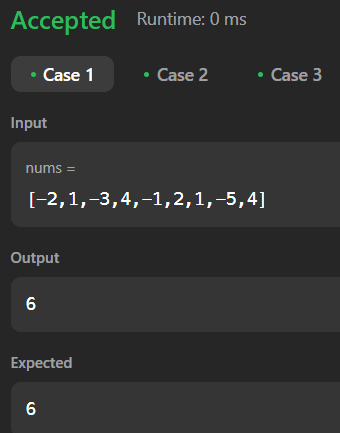 Accepted Runtime: 0 ms
• Case 1 • Case 2 • Case 3
Input
nums =
[-2,1,-3,4,-1,2,1,-5,4]
Output
6
Expected
6